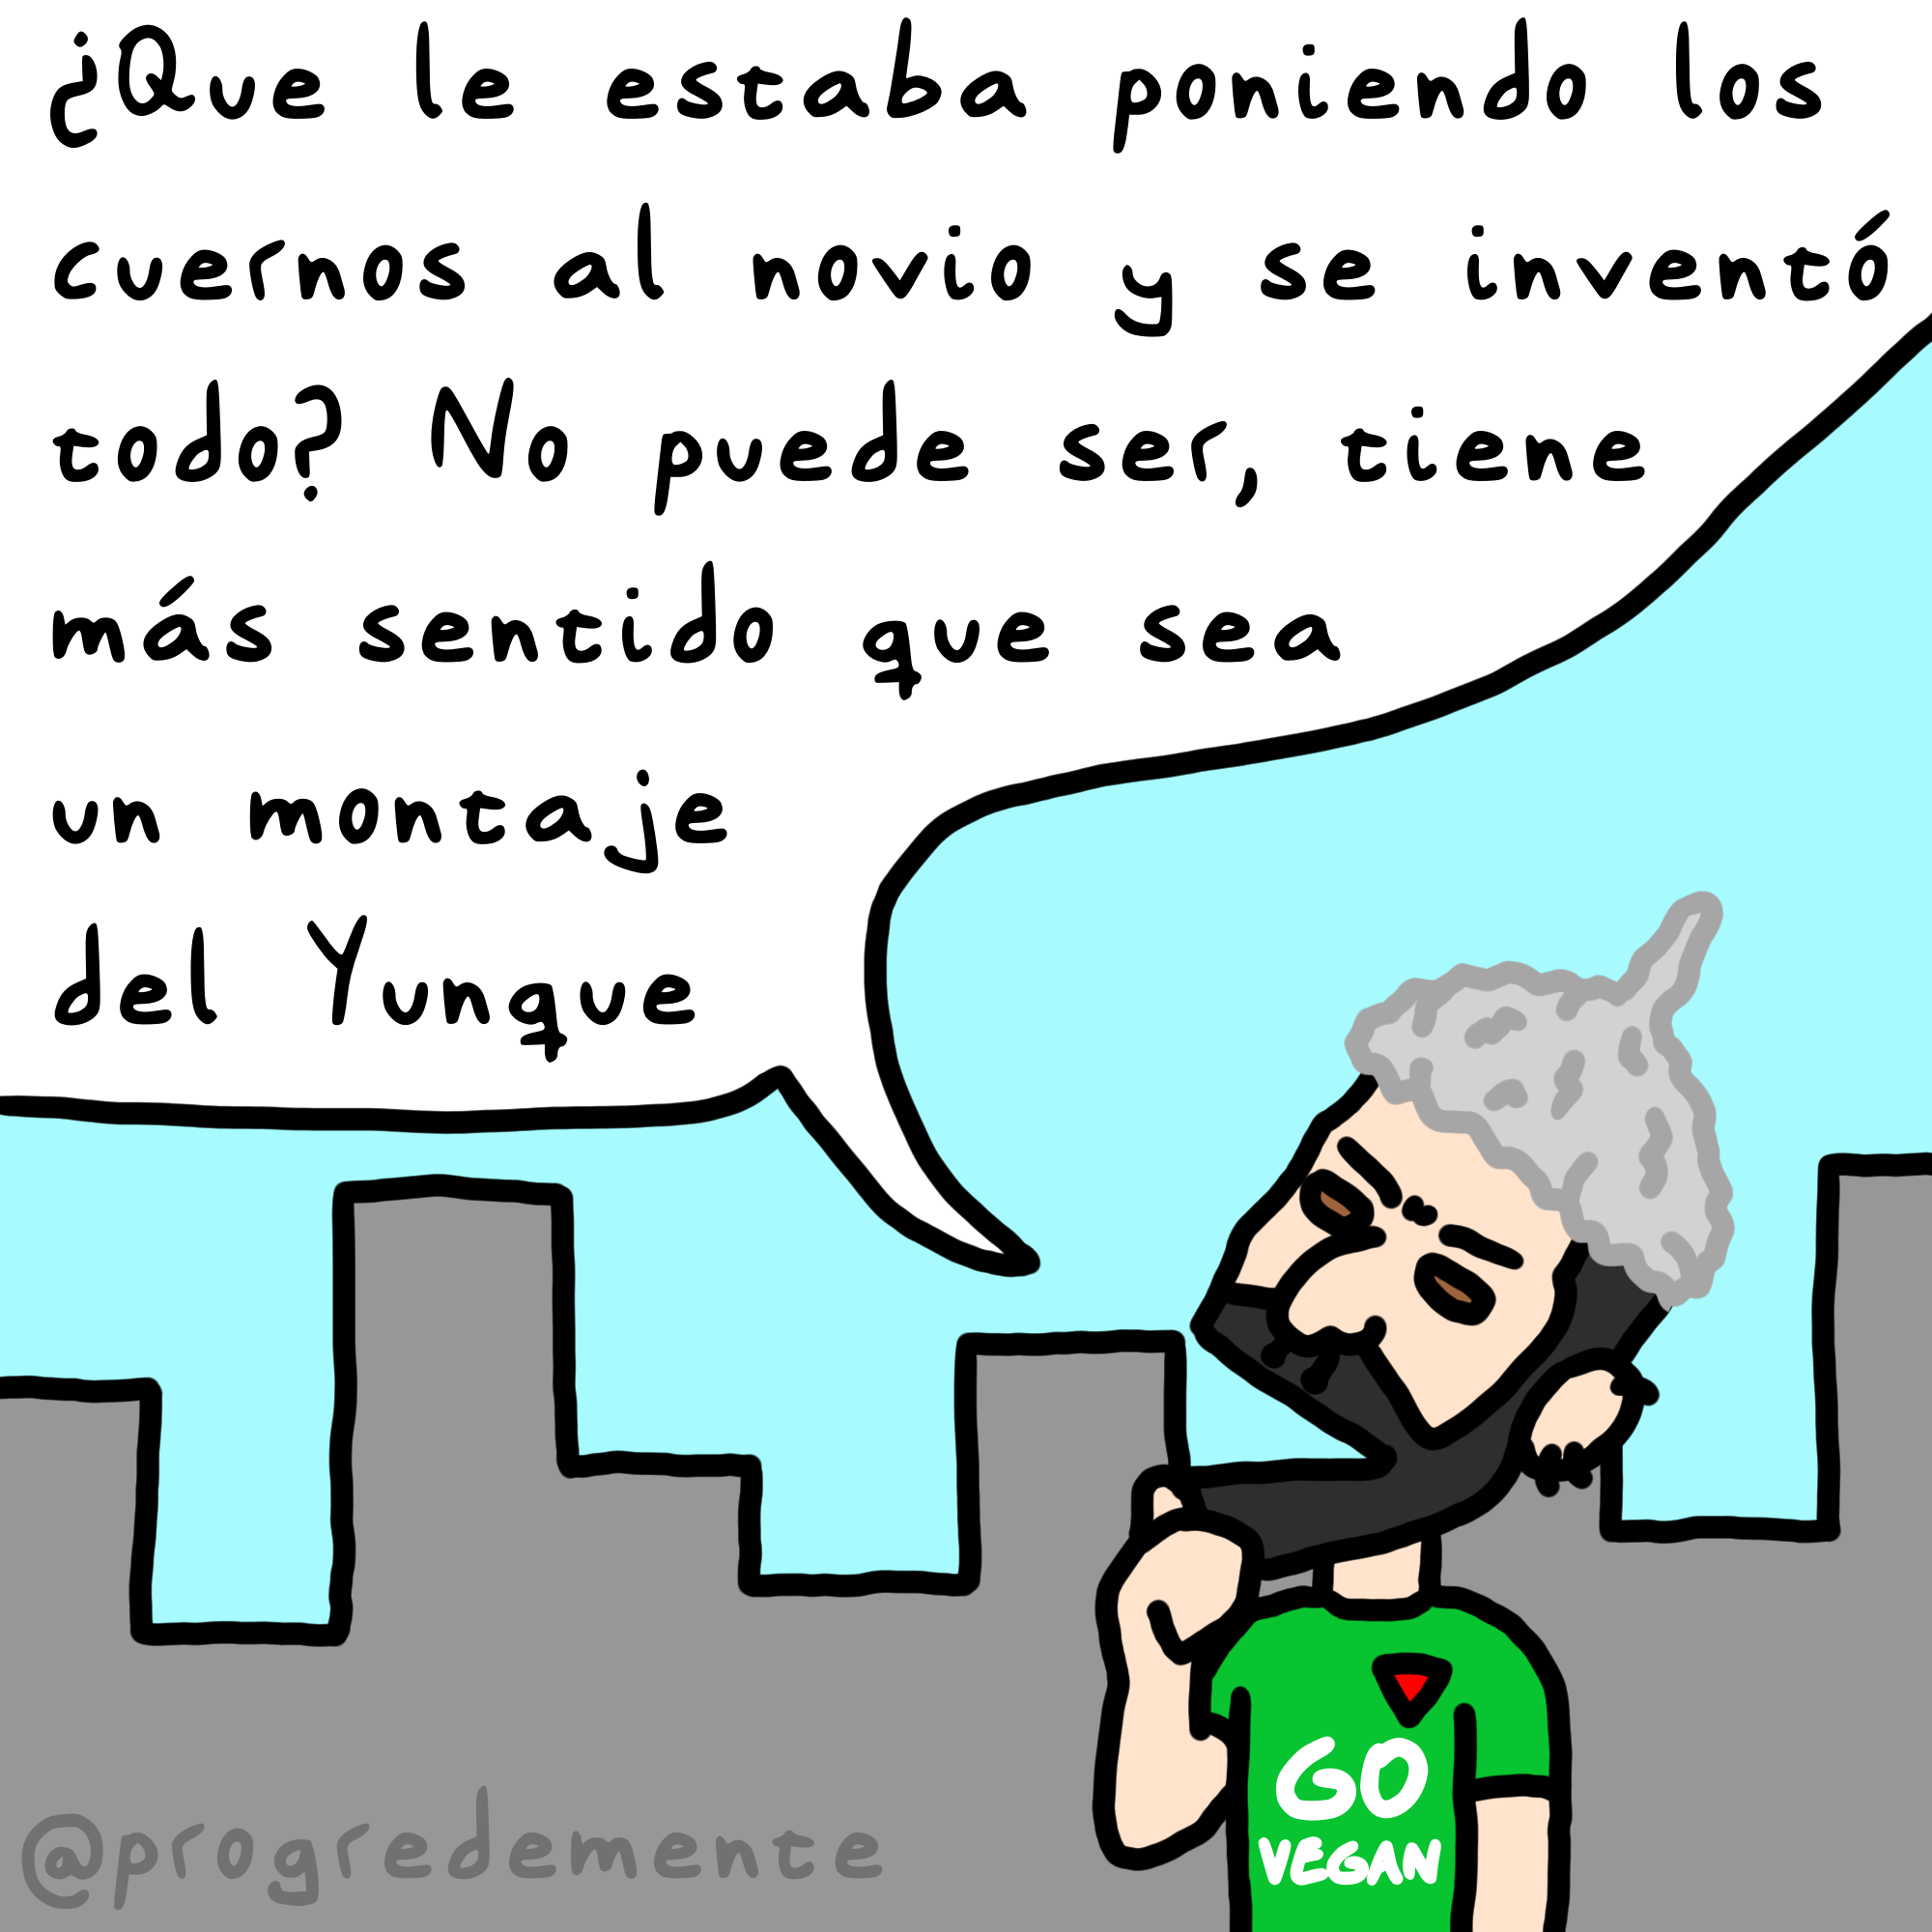 ¿Que le estaba poniendo los
cuernos al novio y se inventó
todo? No puede ser, tiene
más sentido que sea
un montaje
del Yunque
GO
VEGAN
@progredemente